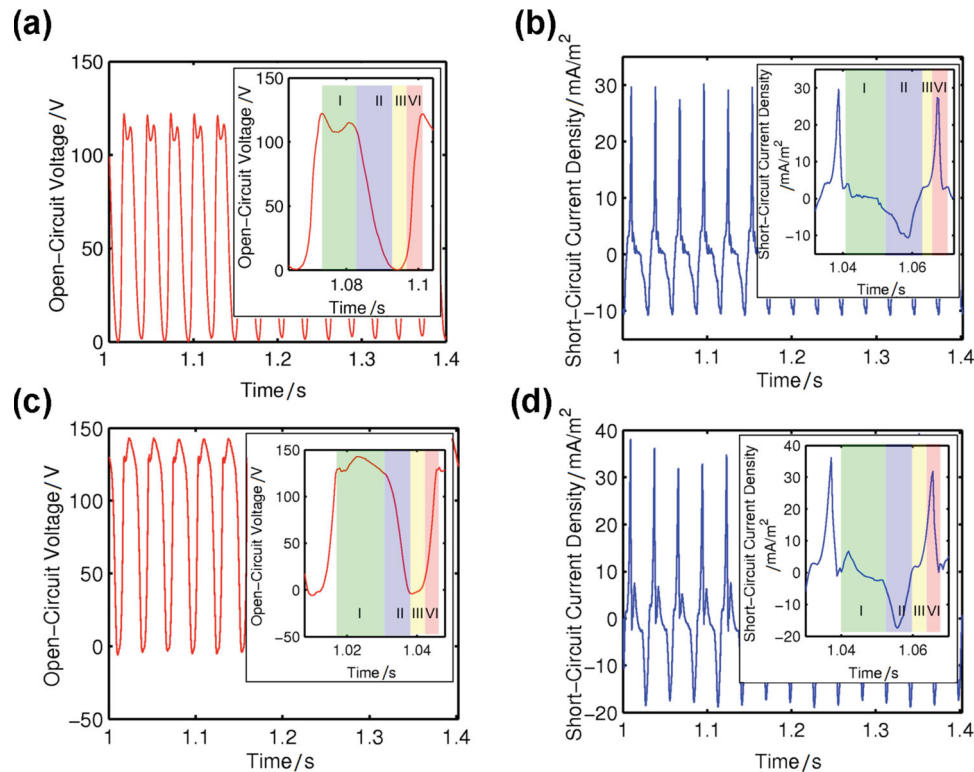 (a)
Open-Circuit Voltage /V
150
100
50
0
1
1.1
1.2
1.3
1.4
Time/s
Open-Circuit Voltage /V
150
100
50
0
1.08
1.1
Time/s
I
II
III
VI
(b)
Short-Circuit Current Density/mA/m²
40
30
20
10
0
−10
1
1.1
1.2
1.3
1.4
Time/s
Short-Circuit Current Density
/mA/m²
30
20
10
0
−10
1.04
1.06
Time/s
I
II
III
VI
(c)
Open-Circuit Voltage /V
150
100
50
0
−50
1
1.1
1.2
1.3
1.4
Time/s
Open-Circuit Voltage /V
150
100
50
0
−50
1.02
1.04
Time/s
I
II
III
VI
(d)
Short-Circuit Current Density/mA/m²
40
30
20
10
0
−10
−20
1
1.1
1.2
1.3
1.4
Time/s
Short-Circuit Current Density
/mA/m²
40
30
20
10
0
−10
−20
1.04
1.06
Time/s
I
II
III
VI